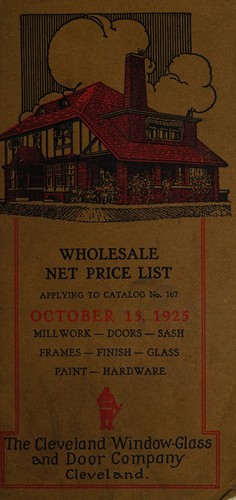 WHOLESALE
NET PRICE LIST
APPLYING TO CATALOG No. 167
OCTOBER 15, 1925
MILLWORK — DOORS — SASH
FRAMES — FINISH — GLASS
PAINT — HARDWARE
The Cleveland Window-Glass
and Door Company
Cleveland.